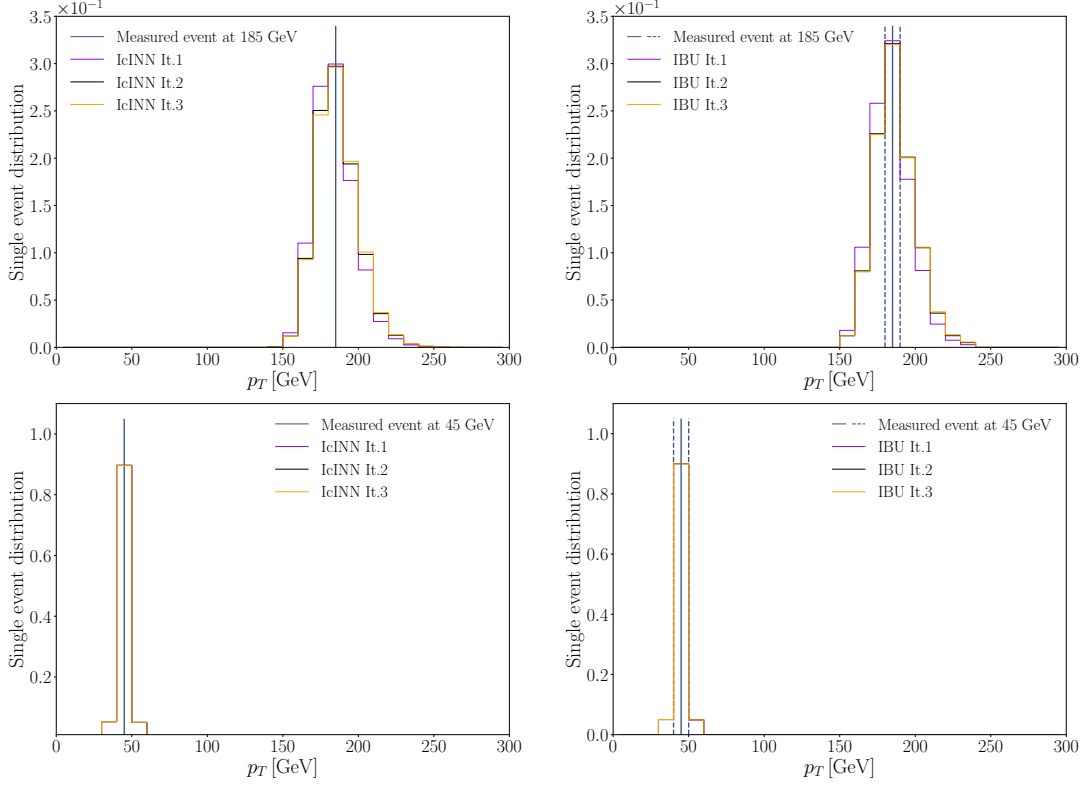 ×10⁻¹
Single event distribution
3.5
3.0
2.5
2.0
1.5
1.0
0.5
0.0
Measured event at 185 GeV
IcINN It.1
IcINN It.2
IcINN It.3
0 50 100 150 200 250 300
p_T [GeV]
×10⁻¹
Single event distribution
3.5
3.0
2.5
2.0
1.5
1.0
0.5
0.0
Measured event at 185 GeV
IBU It.1
IBU It.2
IBU It.3
0 50 100 150 200 250 300
p_T [GeV]
Single event distribution
1.0
0.8
0.6
0.4
0.2
Measured event at 45 GeV
IcINN It.1
IcINN It.2
IcINN It.3
0 50 100 150 200 250 300
p_T [GeV]
Single event distribution
1.0
0.8
0.6
0.4
0.2
0.0
Measured event at 45 GeV
IBU It.1
IBU It.2
IBU It.3
0 50 100 150 200 250 300
p_T [GeV]